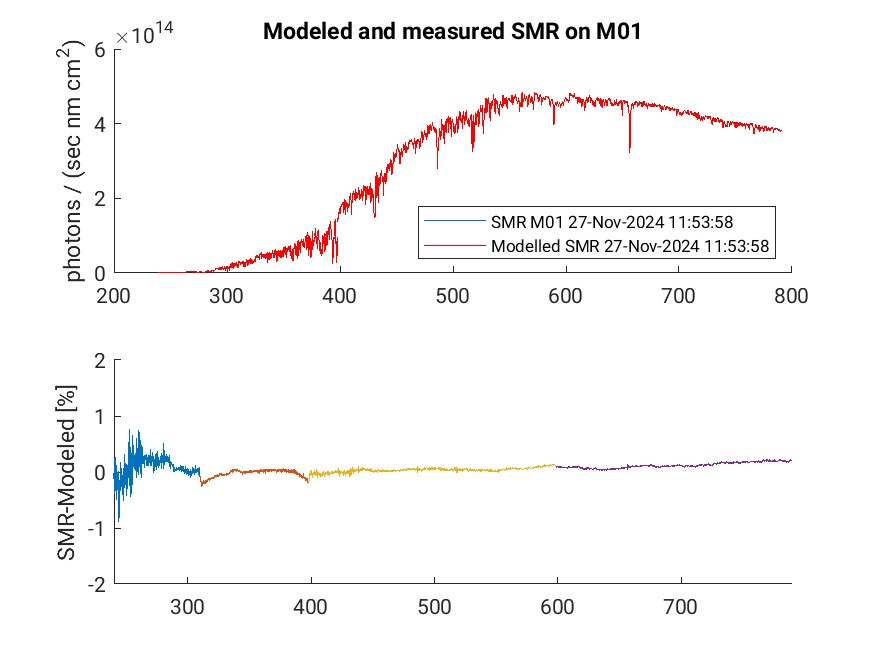 Modeled and measured SMR on M01
×10^14
photons / (sec nm cm^2)
6
4
2
0
200 300 400 500 600 700 800
SMR M01 27-Nov-2024 11:53:58
Modelled SMR 27-Nov-2024 11:53:58
SMR-Modeled [%]
2
1
0
-1
-2
300 400 500 600 700